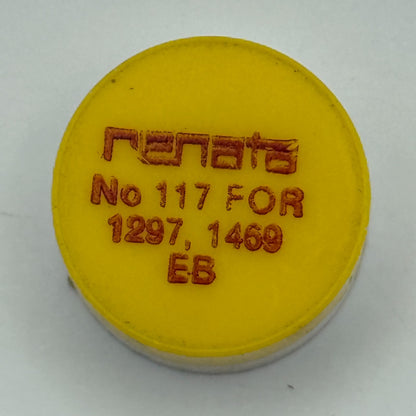 renata
No 117 FOR
1297, 1469
EB